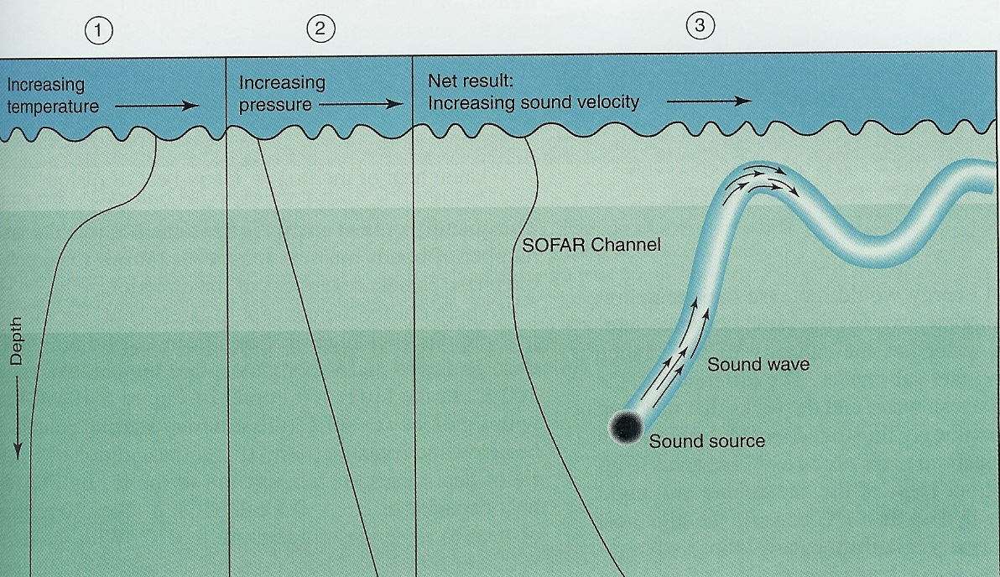 1
2
3
Increasing
temperature
Increasing
pressure
Net result:
Increasing sound velocity
SOFAR Channel
Depth
Sound wave
Sound source